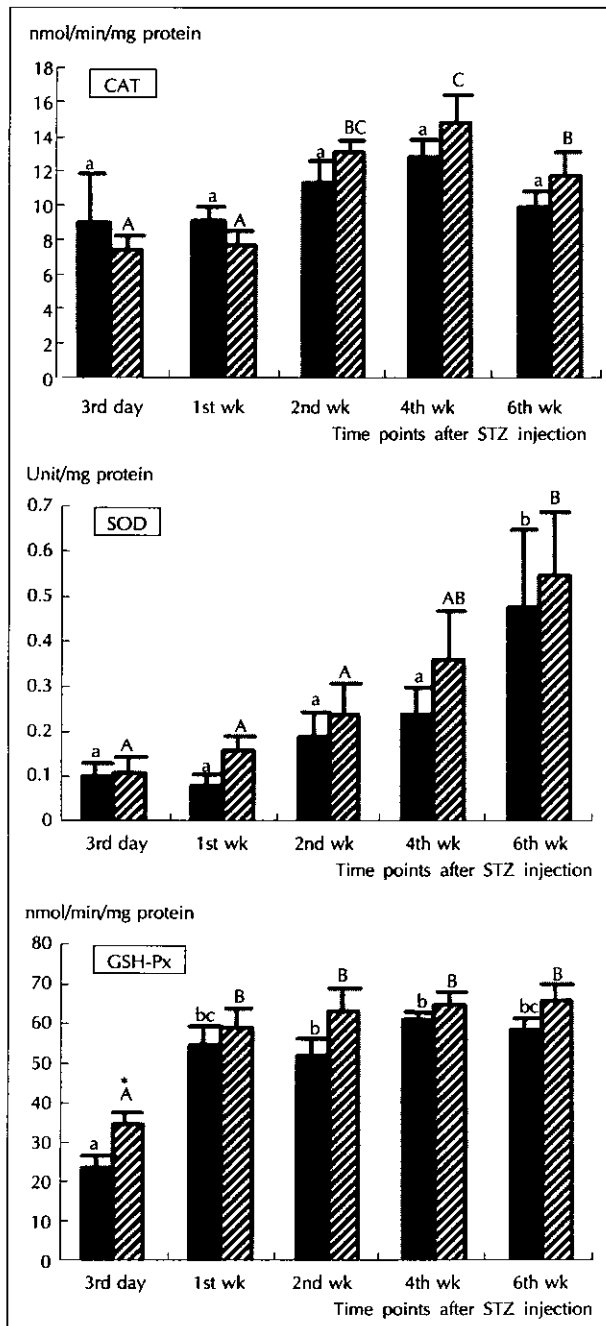 nmol/min/mg protein
CAT
18
16
14
12
10
8
6
4
2
0
a
A
a
A
a
BC
a
C
a
B
3rd day 1st wk 2nd wk 4th wk 6th wk
Time points after STZ injection
Unit/mg protein
SOD
0.7
0.6
0.5
0.4
0.3
0.2
0.1
0
a
A
a
A
a
A
a
AB
b
B
3rd day 1st wk 2nd wk 4th wk 6th wk
Time points after STZ injection
nmol/min/mg protein
GSH-Px
80
70
60
50
40
30
20
10
0
a
*
A
bc
B
b
B
b
B
bc
B
3rd day 1st wk 2nd wk 4th wk 6th wk
Time points after STZ injection